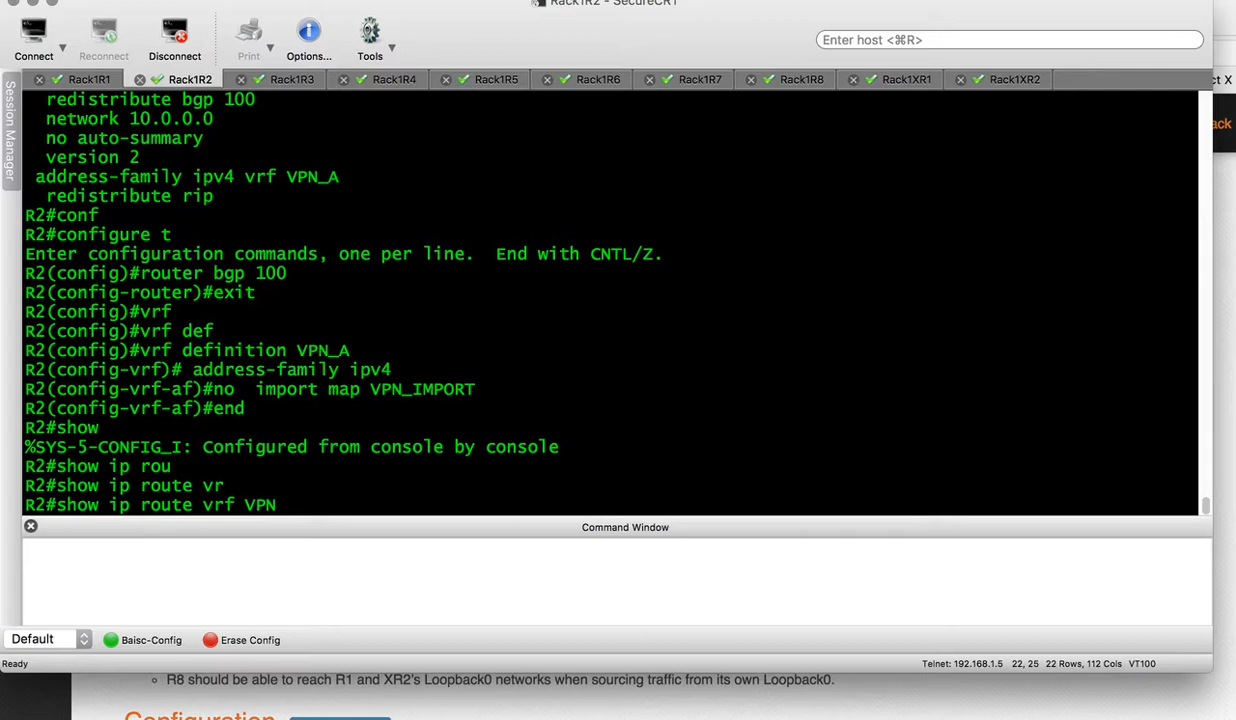 Rack1R2 - SecureCRT
Connect
Reconnect
Disconnect
Print
Options...
Tools
Enter host <⌘R>
Session Manager
Rack1R1
Rack1R2
Rack1R3
Rack1R4
Rack1R5
Rack1R6
Rack1R7
Rack1R8
Rack1XR1
Rack1XR2
ct X
ack
redistribute bgp 100
network 10.0.0.0
no auto-summary
version 2
address-family ipv4 vrf VPN_A
redistribute rip
R2#conf
R2#configure t
Enter configuration commands, one per line.  End with CNTL/Z.
R2(config)#router bgp 100
R2(config-router)#exit
R2(config)#vrf
R2(config)#vrf def
R2(config)#vrf definition VPN_A
R2(config-vrf)# address-family ipv4
R2(config-vrf-af)#no  import map VPN_IMPORT
R2(config-vrf-af)#end
R2#show
%SYS-5-CONFIG_I: Configured from console by console
R2#show ip rou
R2#show ip route vr
R2#show ip route vrf VPN
Command Window
Default
Baisc-Config
Erase Config
Ready
Telnet: 192.168.1.5
22, 25
22 Rows, 112 Cols
VT100
R8 should be able to reach R1 and XR2's Loopback0 networks when sourcing traffic from its own Loopback0.
Configuration